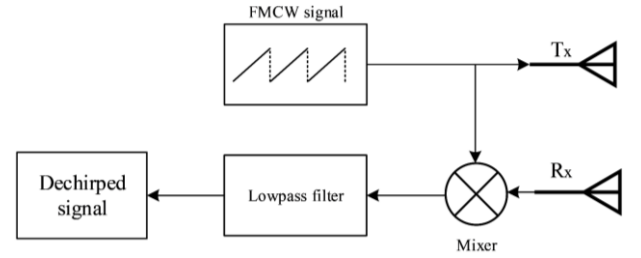 FMCW signal
Tx
Dechirped
signal
Lowpass filter
Rx
Mixer